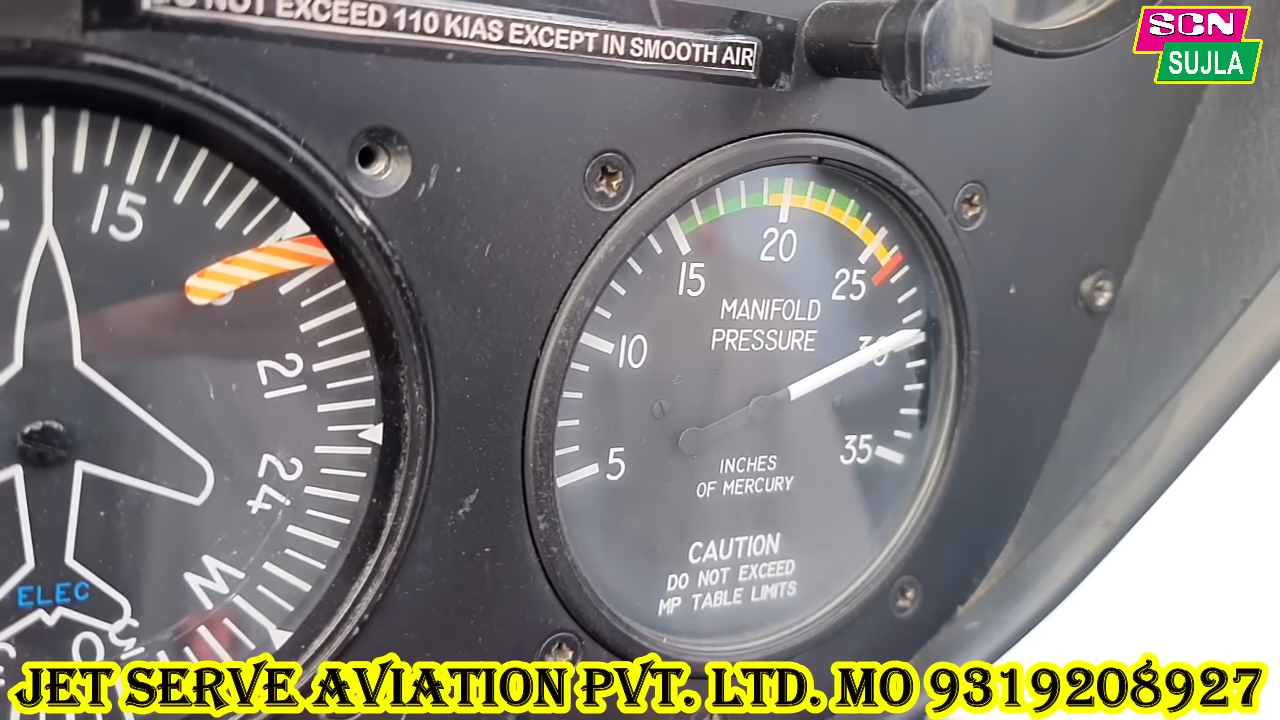 DO NOT EXCEED 110 KIAS EXCEPT IN SMOOTH AIR
SCN
SUJLA
15
21
24
W
ELEC
5
10
15
20
25
30
35
MANIFOLD
PRESSURE
INCHES
OF MERCURY
CAUTION
DO NOT EXCEED
MP TABLE LIMITS
JET SERVE AVIATION PVT. LTD. MO 9319208927